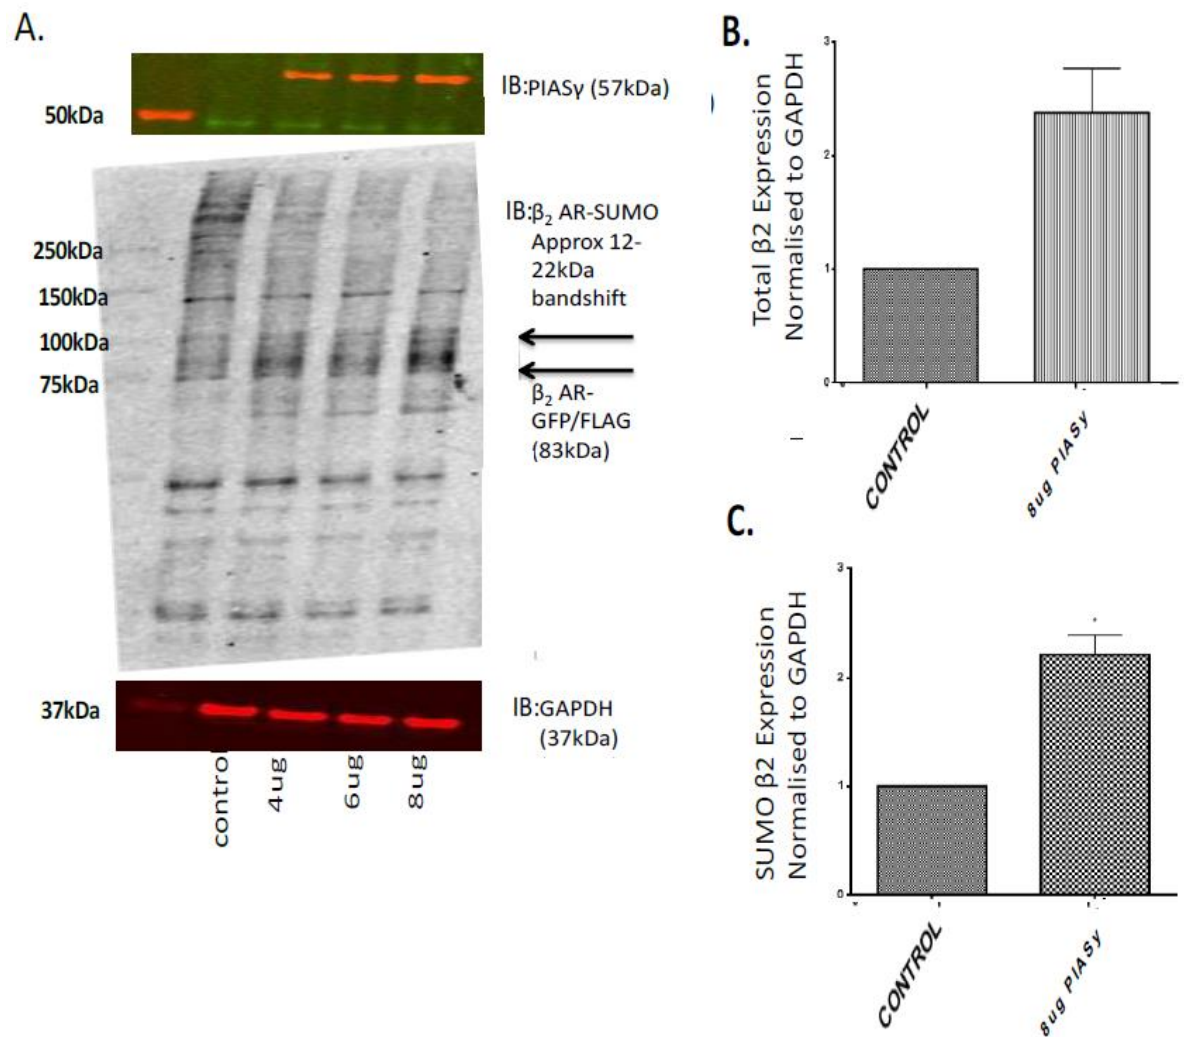 A.
IB:PIASγ (57kDa)
50kDa
IB:β2 AR-SUMO
Approx 12-
22kDa
bandshift
250kDa
150kDa
100kDa
75kDa
β2 AR-
GFP/FLAG
(83kDa)
37kDa
IB:GAPDH
(37kDa)
control
4ug
6ug
8ug
B.
Total β2 Expression
Normalised to GAPDH
3
2
1
0
CONTROL
8ug PIASy
C.
SUMO β2 Expression
Normalised to GAPDH
3
2
1
0
*
CONTROL
8ug PIASy